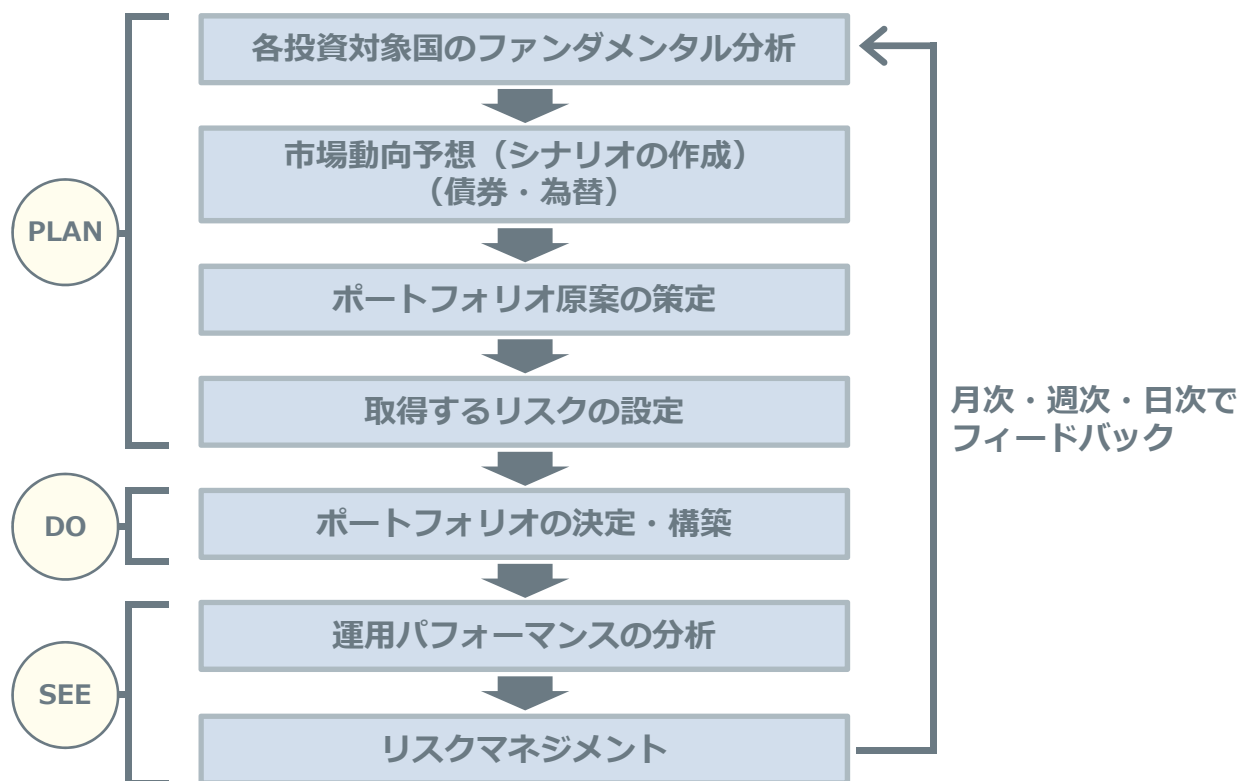 各投資対象国のファンダメンタル分析
市場動向予想（シナリオの作成）
（債券・為替）
PLAN
ポートフォリオ原案の策定
取得するリスクの設定
月次・週次・日次で
フィードバック
DO
ポートフォリオの決定・構築
運用パフォーマンスの分析
SEE
リスクマネジメント